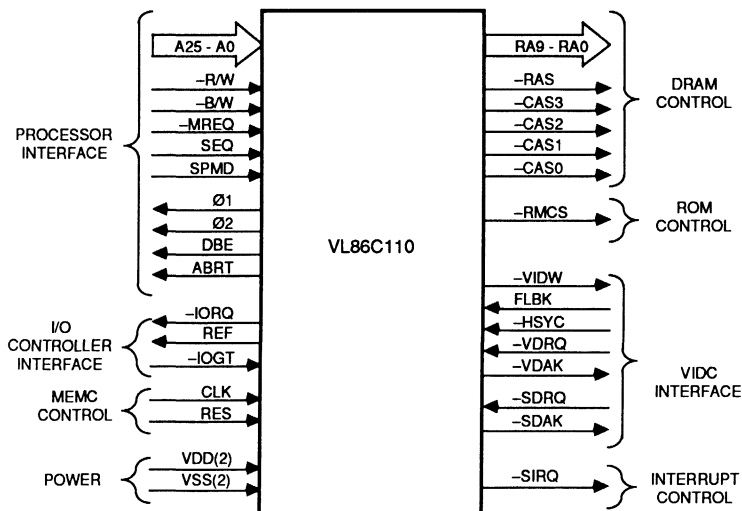 PROCESSOR
INTERFACE
A25 - A0
–R/W
–B/W
–MREQ
SEQ
SPMD
Ø1
Ø2
DBE
ABRT
I/O
CONTROLLER
INTERFACE
–IORQ
REF
–IOGT
MEMC
CONTROL
CLK
RES
POWER
VDD(2)
VSS(2)
VL86C110
RA9 - RA0
–RAS
–CAS3
–CAS2
–CAS1
–CAS0
DRAM
CONTROL
–RMCS
ROM
CONTROL
–VIDW
FLBK
–HSYC
–VDRQ
–VDAK
–SDRQ
–SDAK
VIDC
INTERFACE
–SIRQ
INTERRUPT
CONTROL